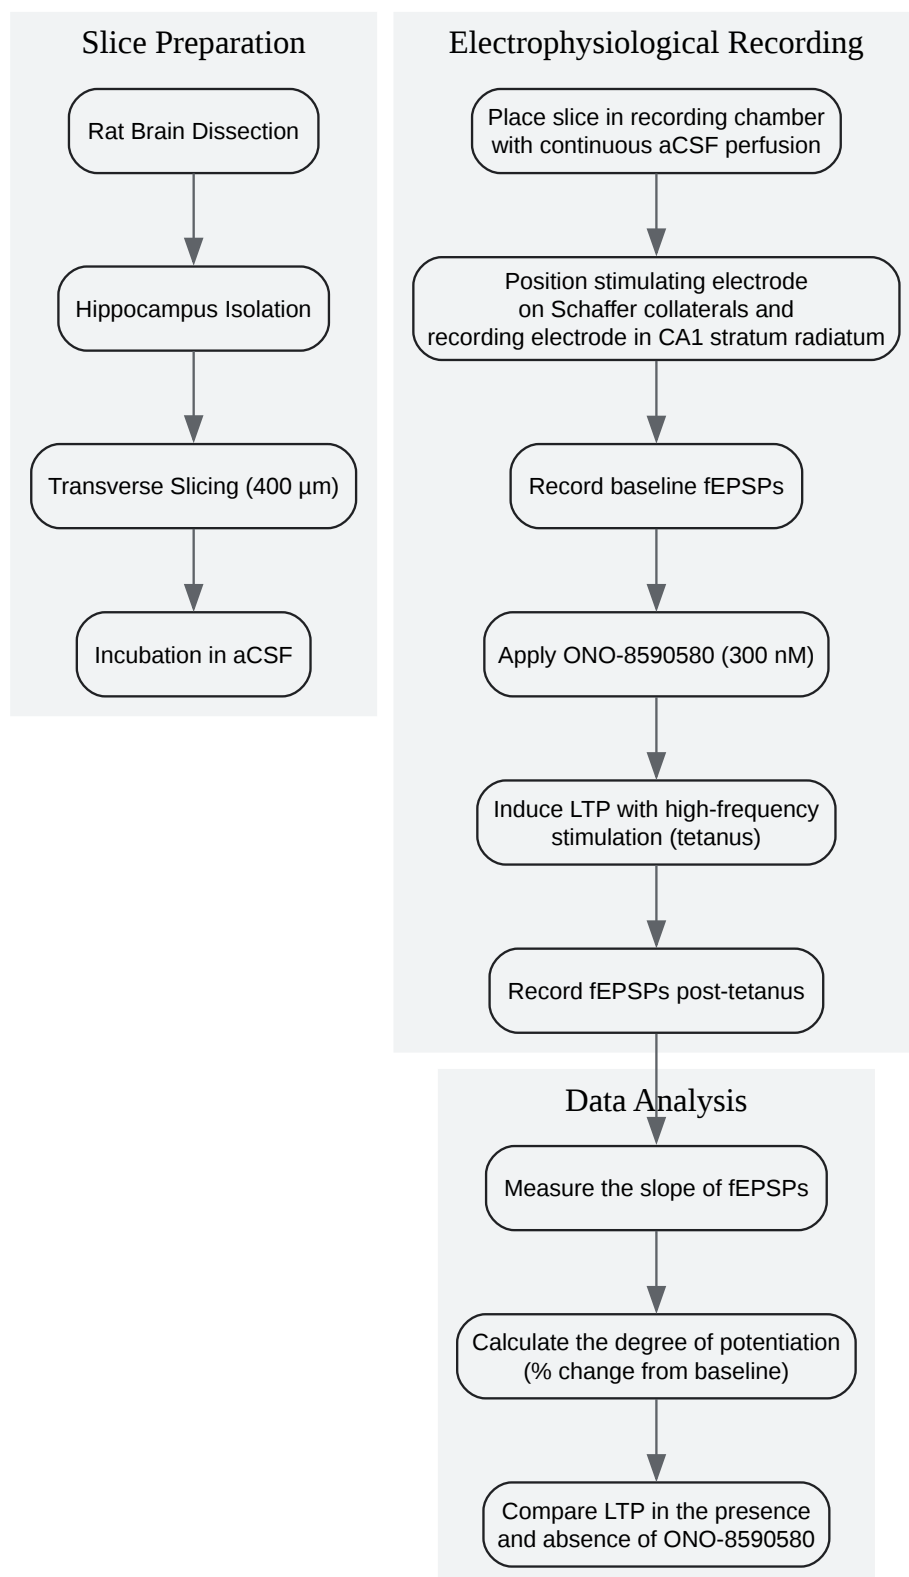 Slice Preparation
Rat Brain Dissection
Hippocampus Isolation
Transverse Slicing (400 µm)
Incubation in aCSF
Electrophysiological Recording
Place slice in recording chamber
with continuous aCSF perfusion
Position stimulating electrode
on Schaffer collaterals and
recording electrode in CA1 stratum radiatum
Record baseline fEPSPs
Apply ONO-8590580 (300 nM)
Induce LTP with high-frequency
stimulation (tetanus)
Record fEPSPs post-tetanus
Data Analysis
Measure the slope of fEPSPs
Calculate the degree of potentiation
(% change from baseline)
Compare LTP in the presence
and absence of ONO-8590580